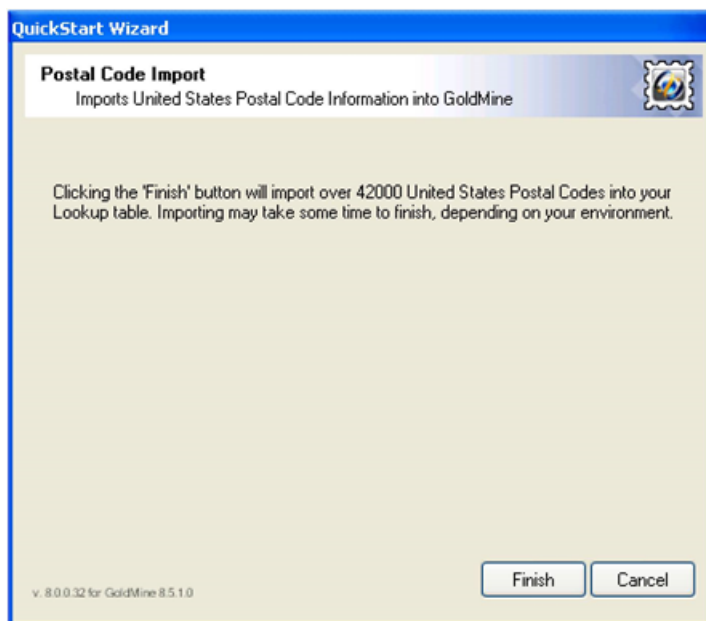 QuickStart Wizard
Postal Code Import
Imports United States Postal Code Information into GoldMine
Clicking the 'Finish' button will import over 42000 United States Postal Codes into your
Lookup table. Importing may take some time to finish, depending on your environment.
v. 8.0.0.32 for GoldMine 8.5.1.0
Finish
Cancel